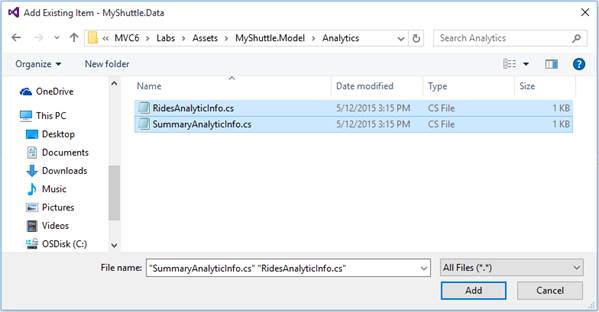 Add Existing Item - MyShuttle.Data
« MVC6 > Labs > Assets > MyShuttle.Model > Analytics
Search Analytics
Organize New folder
Name Date modified Type Size
OneDrive
This PC
Desktop
Documents
Downloads
Music
Pictures
Videos
OSDisk (C:)
RidesAnalyticInfo.cs 5/12/2015 3:15 PM CS File 1 KB
SummaryAnalyticInfo.cs 5/12/2015 3:15 PM CS File 1 KB
File name: "SummaryAnalyticInfo.cs" "RidesAnalyticInfo.cs" All Files (*.*)
Add Cancel